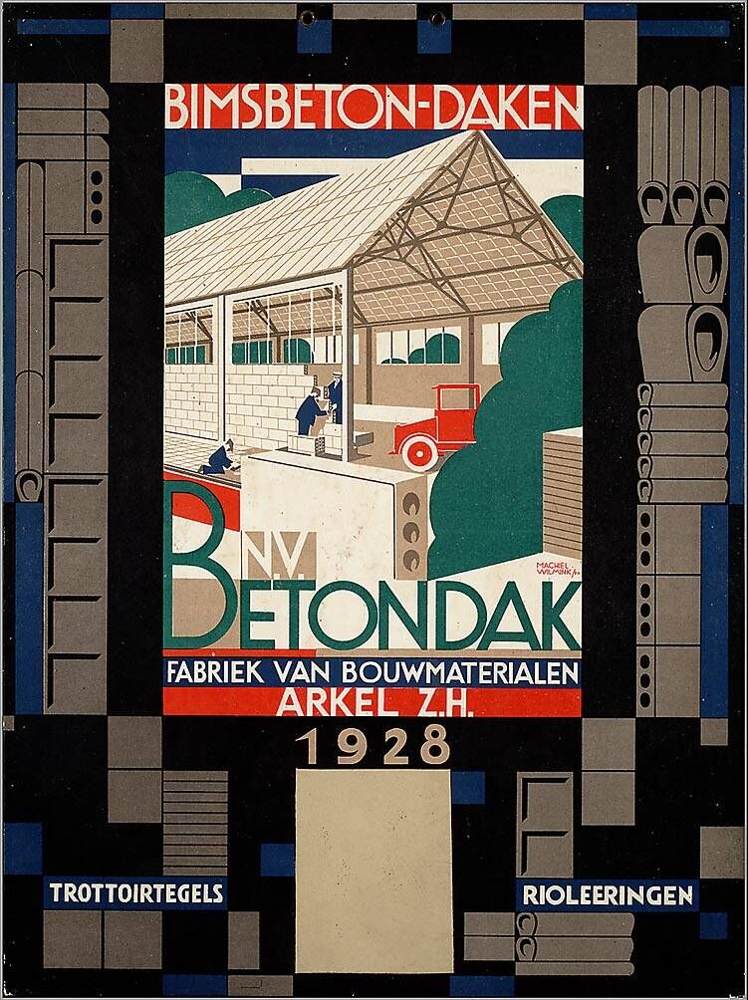 BIMSBETON-DAKEN
MACHIEL
WILMINK
N.V.
BETONDAK
FABRIEK VAN BOUWMATERIALEN
ARKEL Z.H.
1928
TROTTOIRTEGELS
RIOLEERINGEN